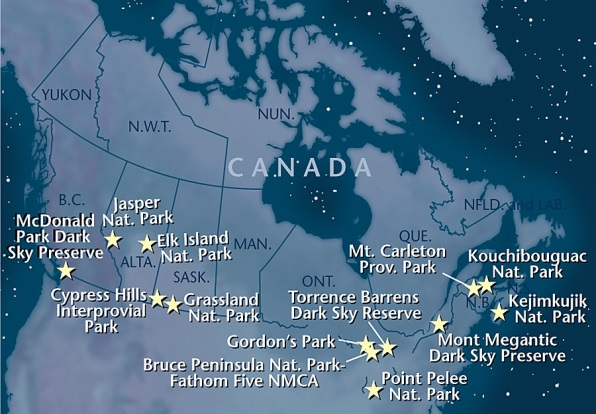 YUKON
N.W.T.
NUN.
CANADA
B.C.
Jasper
Nat. Park
McDonald
Park Dark
Sky Preserve
Elk Island
Nat. Park
ALTA.
SASK.
MAN.
ONT.
QUE.
NFLD. and LAB.
Cypress Hills
Interprovial
Park
Grassland
Nat. Park
Mt. Carleton
Prov. Park
Kouchibouguac
Nat. Park
N.B.
Kejimkujik
Nat. Park
Torrence Barrens
Dark Sky Reserve
Gordon's Park
Bruce Peninsula Nat. Park-
Fathom Five NMCA
Mont Megantic
Dark Sky Preserve
Point Pelee
Nat. Park